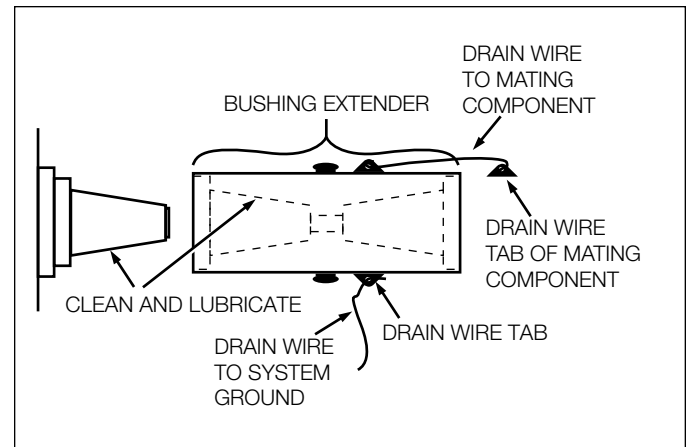 DRAIN WIRE
TO MATING
COMPONENT
BUSHING EXTENDER
DRAIN WIRE
TAB OF MATING
COMPONENT
CLEAN AND LUBRICATE
DRAIN WIRE TAB
DRAIN WIRE
TO SYSTEM
GROUND